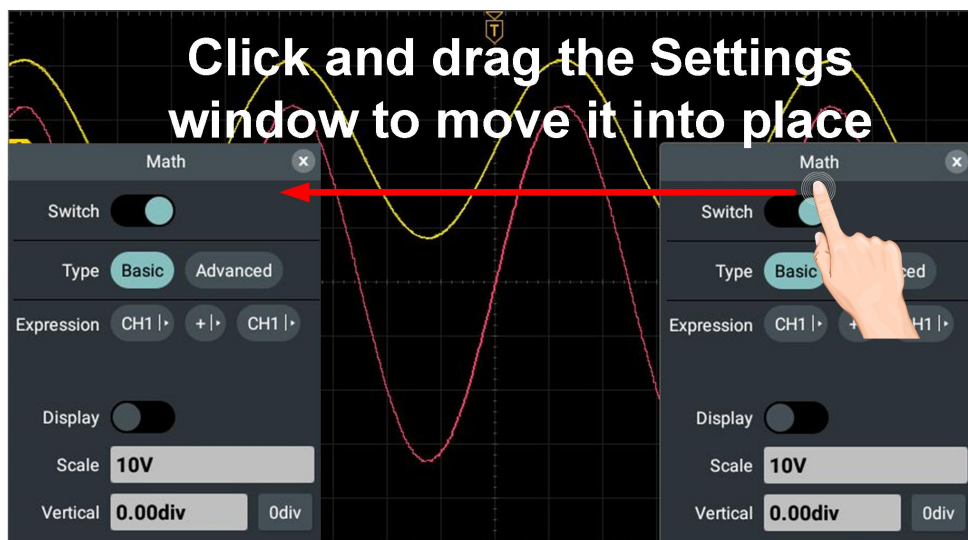 T
Click and drag the Settings
window to move it into place
Math x
Switch
Type Basic Advanced
Expression CH1 + CH1
Display
Scale 10V
Vertical 0.00div 0div
Math x
Switch
Type Basic ced
Expression CH1 + H1
Display
Scale 10V
Vertical 0.00div 0div